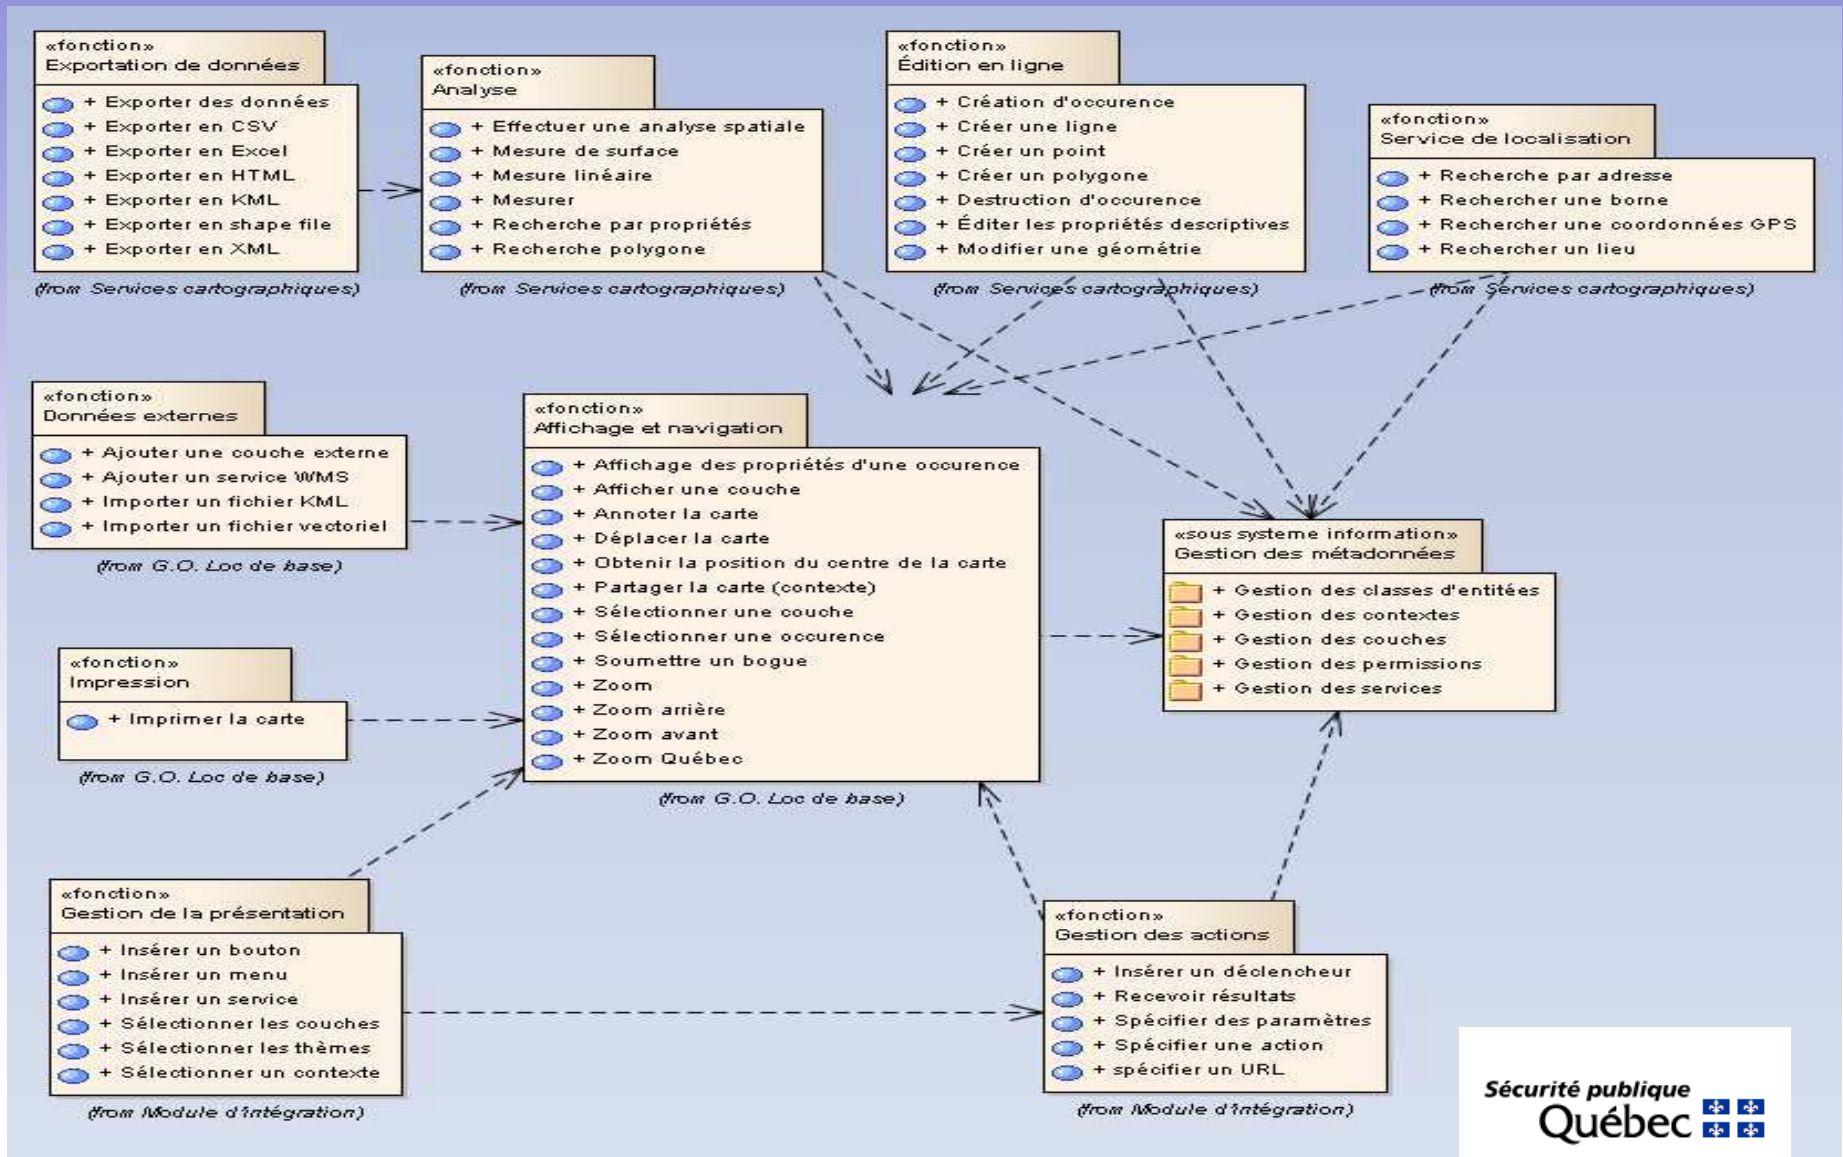 «fonction»
Exportation de données
+ Exporter des données
+ Exporter en CSV
+ Exporter en Excel
+ Exporter en HTML
+ Exporter en KML
+ Exporter en shape file
+ Exporter en XML
(from Services cartographiques)
«fonction»
Analyse
+ Effectuer une analyse spatiale
+ Mesure de surface
+ Mesure linéaire
+ Mesurer
+ Recherche par propriétés
+ Recherche polygone
(from Services cartographiques)
«fonction»
Édition en ligne
+ Création d'occurence
+ Créer une ligne
+ Créer un point
+ Créer un polygone
+ Destruction d'occurence
+ Éditer les propriétés descriptives
+ Modifier une géométrie
(from Services cartographiques)
«fonction»
Service de localisation
+ Recherche par adresse
+ Rechercher une borne
+ Rechercher une coordonnées GPS
+ Rechercher un lieu
(from Services cartographiques)
«fonction»
Données externes
+ Ajouter une couche externe
+ Ajouter un service WMS
+ Importer un fichier KML
+ Importer un fichier vectoriel
(from G.O. Loc de base)
«fonction»
Affichage et navigation
+ Affichage des propriétés d'une occurence
+ Afficher une couche
+ Annoter la carte
+ Déplacer la carte
+ Obtenir la position du centre de la carte
+ Partager la carte (contexte)
+ Sélectionner une couche
+ Sélectionner une occurence
+ Soumettre un bogue
+ Zoom
+ Zoom arrière
+ Zoom avant
+ Zoom Québec
(from G.O. Loc de base)
«sous systeme information»
Gestion des métadonnées
+ Gestion des classes d'entitées
+ Gestion des contextes
+ Gestion des couches
+ Gestion des permissions
+ Gestion des services
«fonction»
Impression
+ Imprimer la carte
(from G.O. Loc de base)
«fonction»
Gestion de la présentation
+ Insérer un bouton
+ Insérer un menu
+ Insérer un service
+ Sélectionner les couches
+ Sélectionner les thèmes
+ Sélectionner un contexte
(from Module d'intégration)
«fonction»
Gestion des actions
+ Insérer un déclencheur
+ Recevoir résultats
+ Spécifier des paramètres
+ Spécifier une action
+ spécifier un URL
(from Module d'intégration)
Sécurité publique
Québec